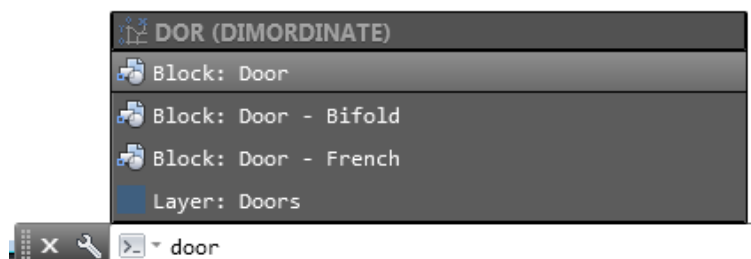 DOR (DIMORDINATE)
Block: Door
Block: Door - Bifold
Block: Door - French
Layer: Doors
door